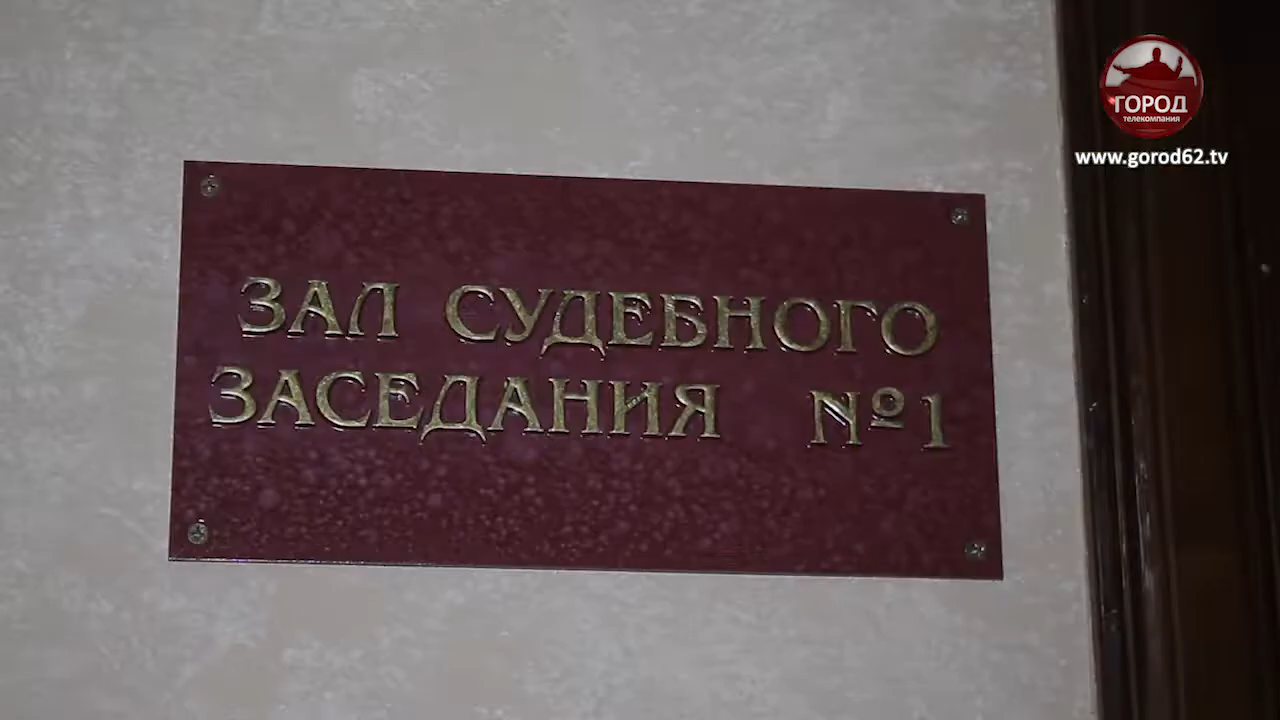 ГОРОД
телекомпания
www.gorod62.tv
ЗАЛ СУДЕБНОГО
ЗАСЕДАНИЯ №1